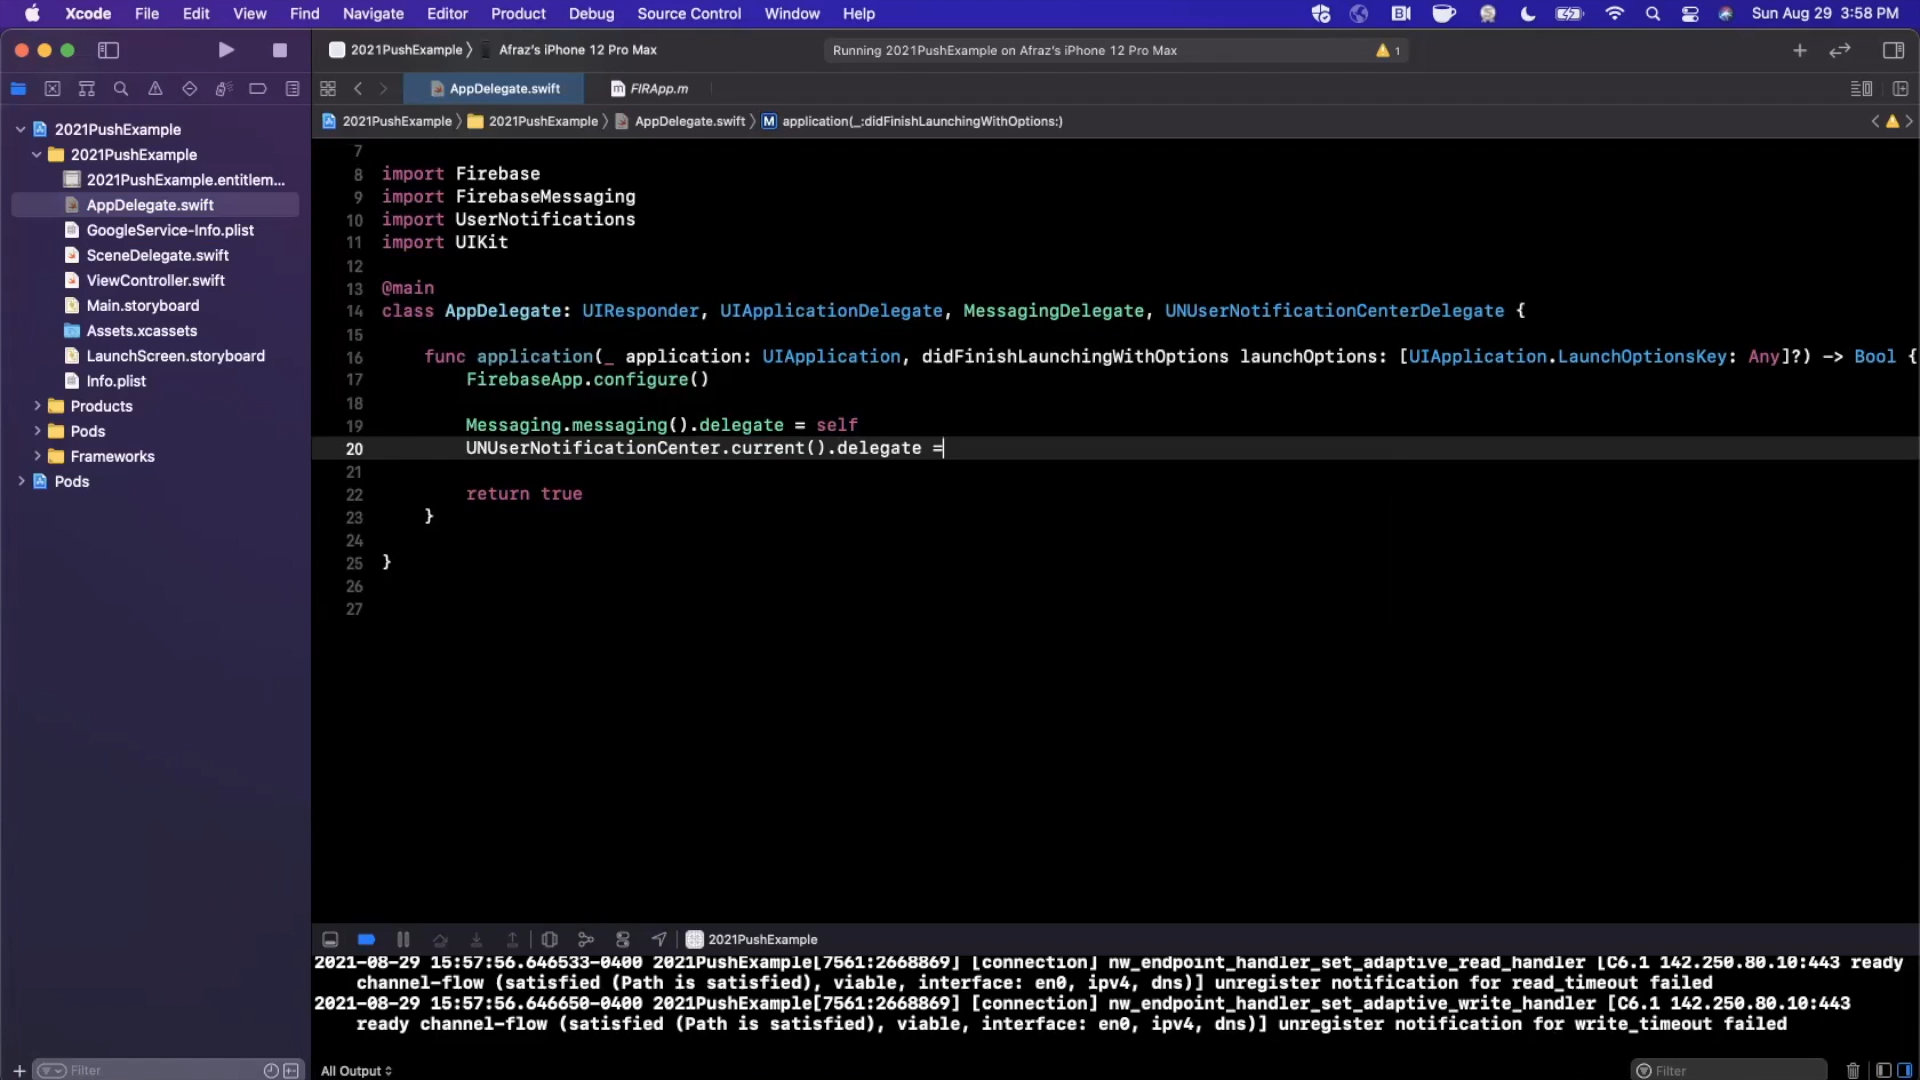 Xcode File Edit View Find Navigate Editor Product Debug Source Control Window Help Sun Aug 29 3:58 PM
2021PushExample Afraz's iPhone 12 Pro Max Running 2021PushExample on Afraz's iPhone 12 Pro Max 1
AppDelegate.swift FIRApp.m
2021PushExample 2021PushExample AppDelegate.swift M application(_:didFinishLaunchingWithOptions:)
2021PushExample
2021PushExample
2021PushExample.entitlem...
AppDelegate.swift
GoogleService-Info.plist
SceneDelegate.swift
ViewController.swift
Main.storyboard
Assets.xcassets
LaunchScreen.storyboard
Info.plist
Products
Pods
Frameworks
Pods
Filter
7
8 import Firebase
9 import FirebaseMessaging
10 import UserNotifications
11 import UIKit
12
13 @main
14 class AppDelegate: UIResponder, UIApplicationDelegate, MessagingDelegate, UNUserNotificationCenterDelegate {
15
16 func application(_ application: UIApplication, didFinishLaunchingWithOptions launchOptions: [UIApplication.LaunchOptionsKey: Any]?) -> Bool {
17 FirebaseApp.configure()
18
19 Messaging.messaging().delegate = self
20 UNUserNotificationCenter.current().delegate =
21
22 return true
23 }
24
25 }
26
27
2021PushExample
2021-08-29 15:57:56.646533-0400 2021PushExample[7561:2668869] [connection] nw_endpoint_handler_set_adaptive_read_handler [C6.1 142.250.80.10:443 ready
channel-flow (satisfied (Path is satisfied), viable, interface: en0, ipv4, dns)] unregister notification for read_timeout failed
2021-08-29 15:57:56.646650-0400 2021PushExample[7561:2668869] [connection] nw_endpoint_handler_set_adaptive_write_handler [C6.1 142.250.80.10:443
ready channel-flow (satisfied (Path is satisfied), viable, interface: en0, ipv4, dns)] unregister notification for write_timeout failed
All Output Filter